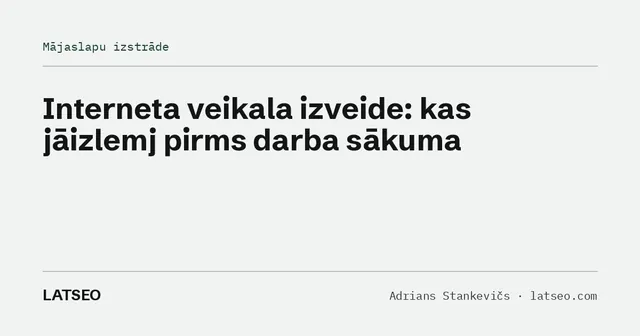 Mājaslapu izstrāde
Interneta veikala izveide: kas
jāizlemj pirms darba sākuma
LATSEO
Adrians Stankevičs · latseo.com